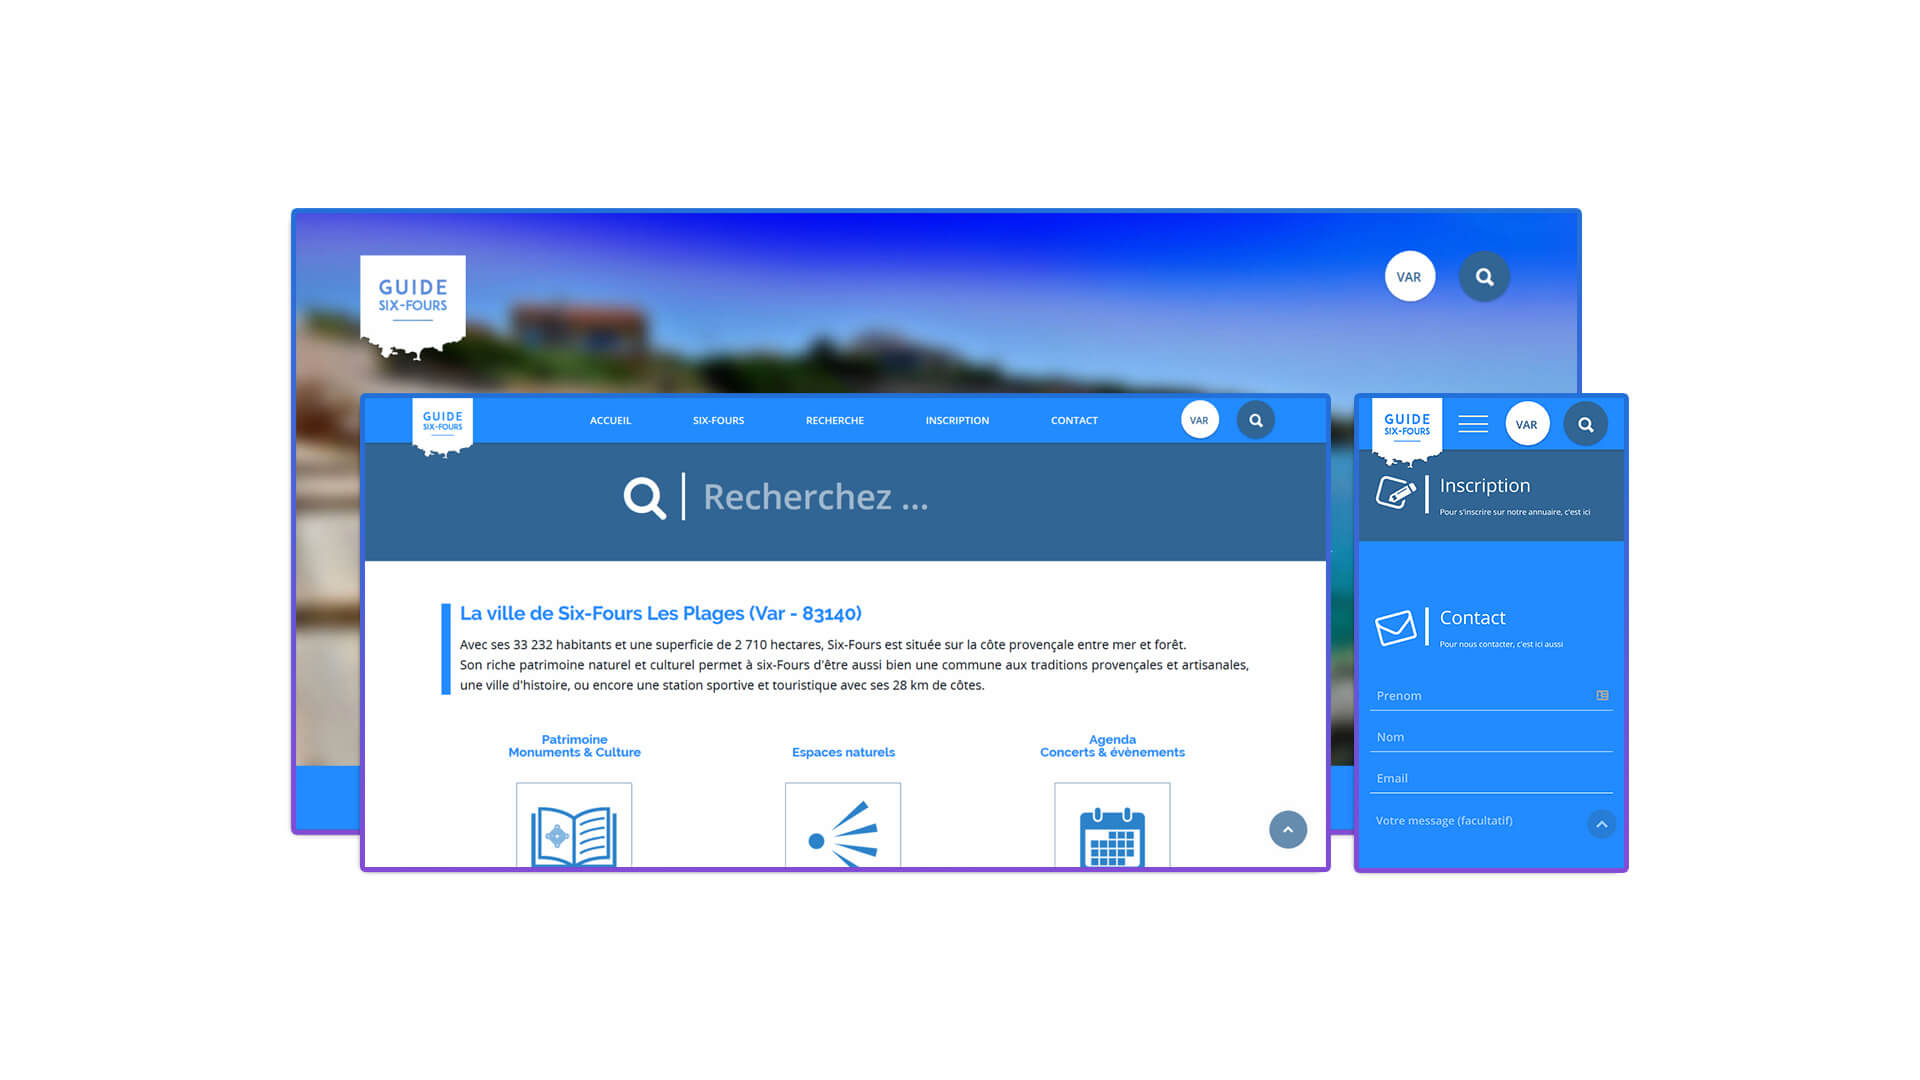 GUIDE
SIX-FOURS
VAR
GUIDE
SIX-FOURS
ACCUEIL
SIX-FOURS
RECHERCHE
INSCRIPTION
CONTACT
VAR
Recherchez ...
La ville de Six-Fours Les Plages (Var - 83140)
Avec ses 33 232 habitants et une superficie de 2 710 hectares, Six-Fours est située sur la côte provençale entre mer et forêt.
Son riche patrimoine naturel et culturel permet à six-Fours d'être aussi bien une commune aux traditions provençales et artisanales,
une ville d'histoire, ou encore une station sportive et touristique avec ses 28 km de côtes.
Patrimoine
Monuments & Culture
Espaces naturels
Agenda
Concerts & évènements
GUIDE
SIX-FOURS
VAR
Inscription
Pour s'inscrire sur notre annuaire, c'est ici
Contact
Pour nous contacter, c'est ici aussi
Prenom
Nom
Email
Votre message (facultatif)